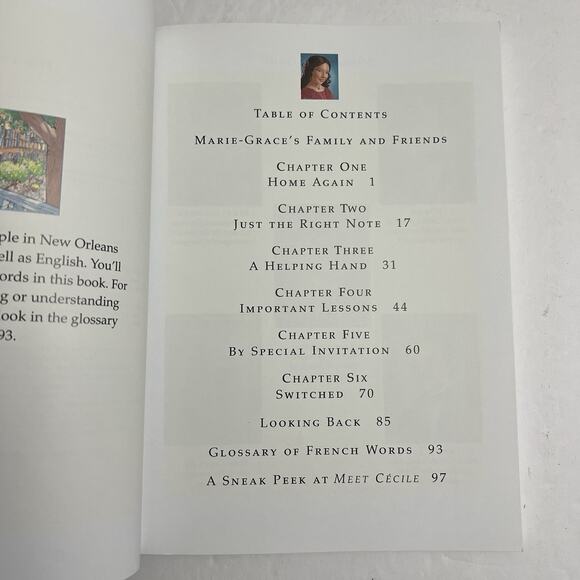 ple in New Orleans
ell as English. You'll
ords in this book. For
g or understanding
look in the glossary
93.
Table of Contents
Marie-Grace's Family and Friends
Chapter One
Home Again 1
Chapter Two
Just the Right Note 17
Chapter Three
A Helping Hand 31
Chapter Four
Important Lessons 44
Chapter Five
By Special Invitation 60
Chapter Six
Switched 70
Looking Back 85
Glossary of French Words 93
A Sneak Peek at Meet Cécile 97